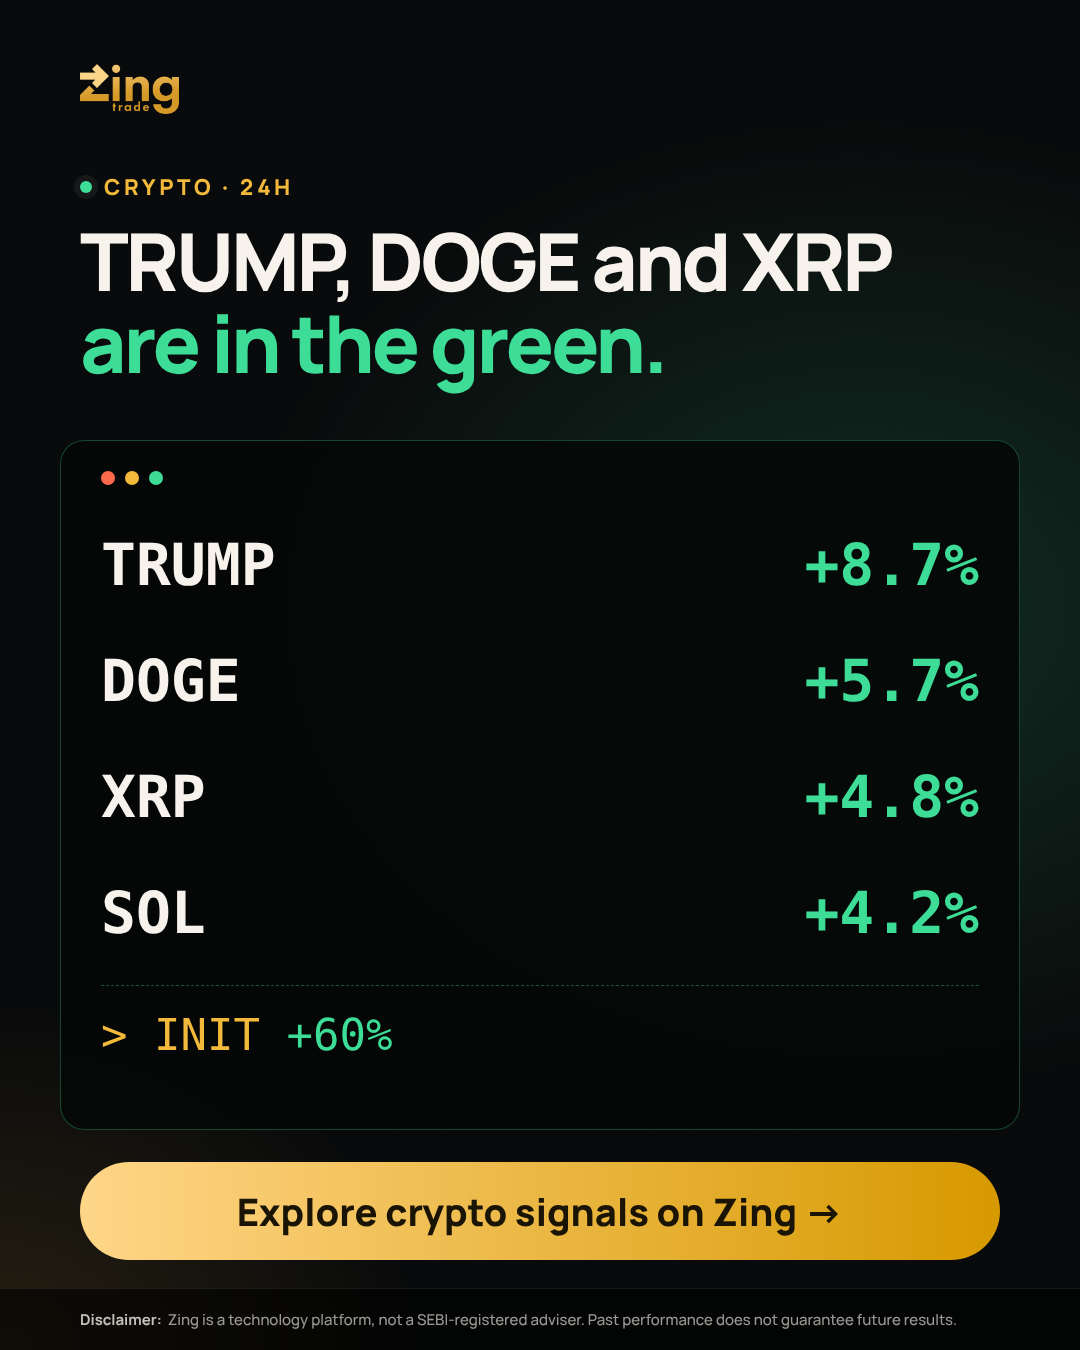 Zing
trade
CRYPTO · 24H
TRUMP, DOGE and XRP
are in the green.
TRUMP +8.7%
DOGE +5.7%
XRP +4.8%
SOL +4.2%
> INIT +60%
Explore crypto signals on Zing →
Disclaimer: Zing is a technology platform, not a SEBI-registered adviser. Past performance does not guarantee future results.